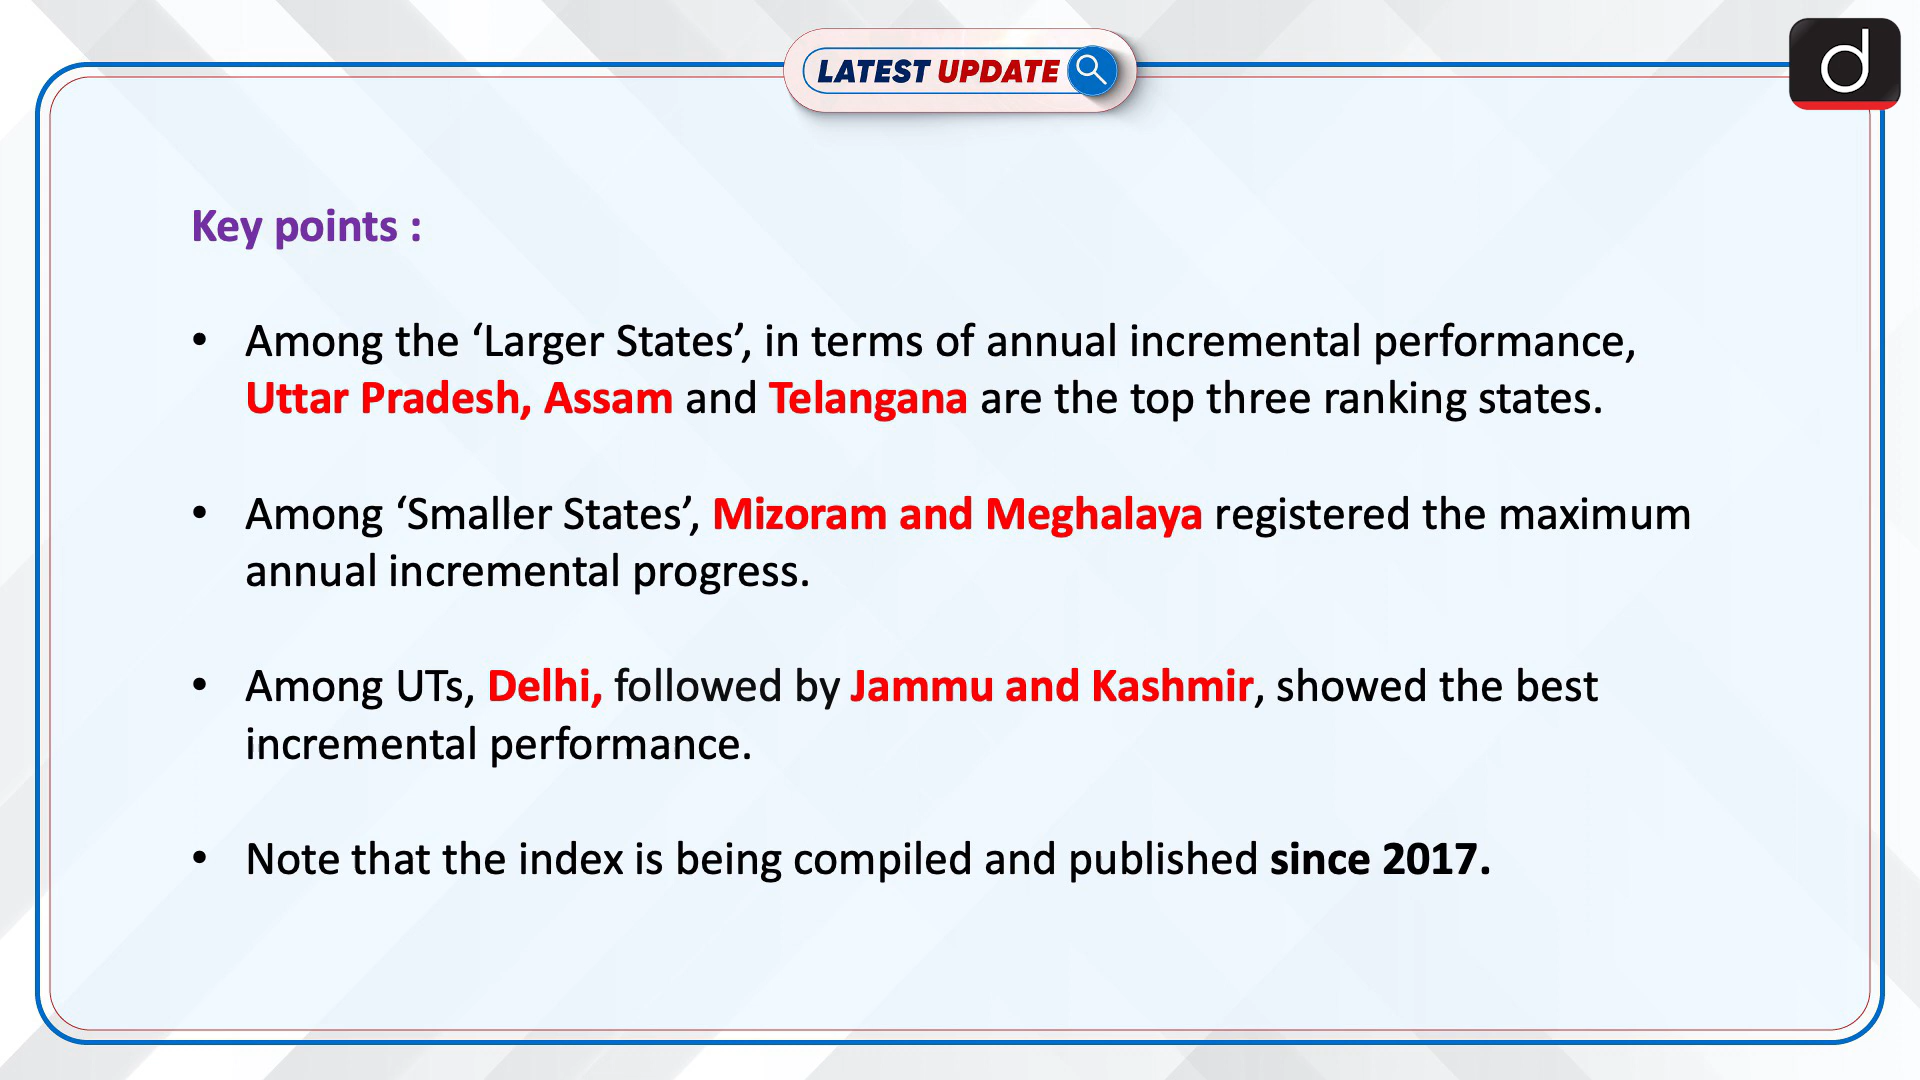 LATEST UPDATE
d
Key points :
• Among the ‘Larger States’, in terms of annual incremental performance,
Uttar Pradesh, Assam and Telangana are the top three ranking states.
• Among ‘Smaller States’, Mizoram and Meghalaya registered the maximum
annual incremental progress.
• Among UTs, Delhi, followed by Jammu and Kashmir, showed the best
incremental performance.
• Note that the index is being compiled and published since 2017.